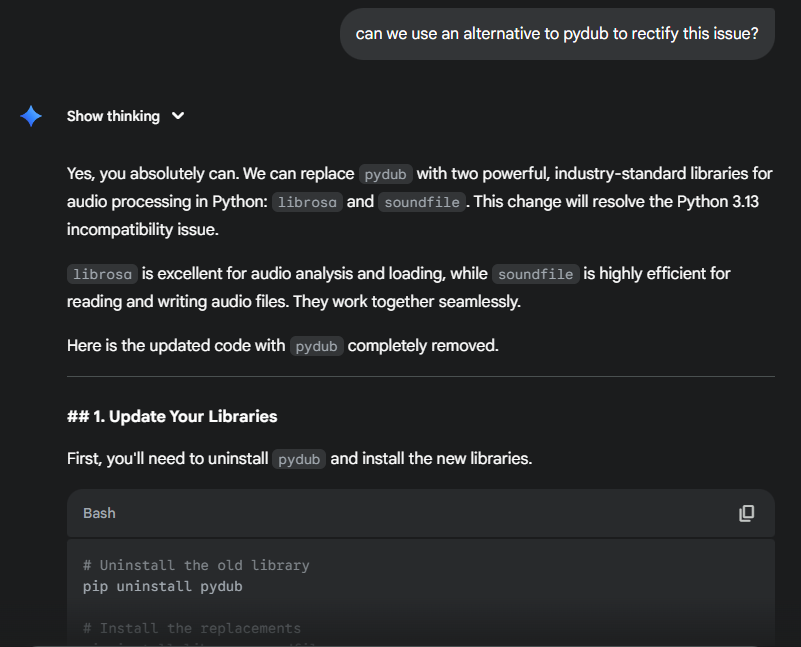 can we use an alternative to pydub to rectify this issue?
Show thinking
Yes, you absolutely can. We can replace pydub with two powerful, industry-standard libraries for
audio processing in Python: librosa and soundfile. This change will resolve the Python 3.13
incompatibility issue.
librosa is excellent for audio analysis and loading, while soundfile is highly efficient for
reading and writing audio files. They work together seamlessly.
Here is the updated code with pydub completely removed.
## 1. Update Your Libraries
First, you'll need to uninstall pydub and install the new libraries.
Bash
# Uninstall the old library
pip uninstall pydub
# Install the replacements